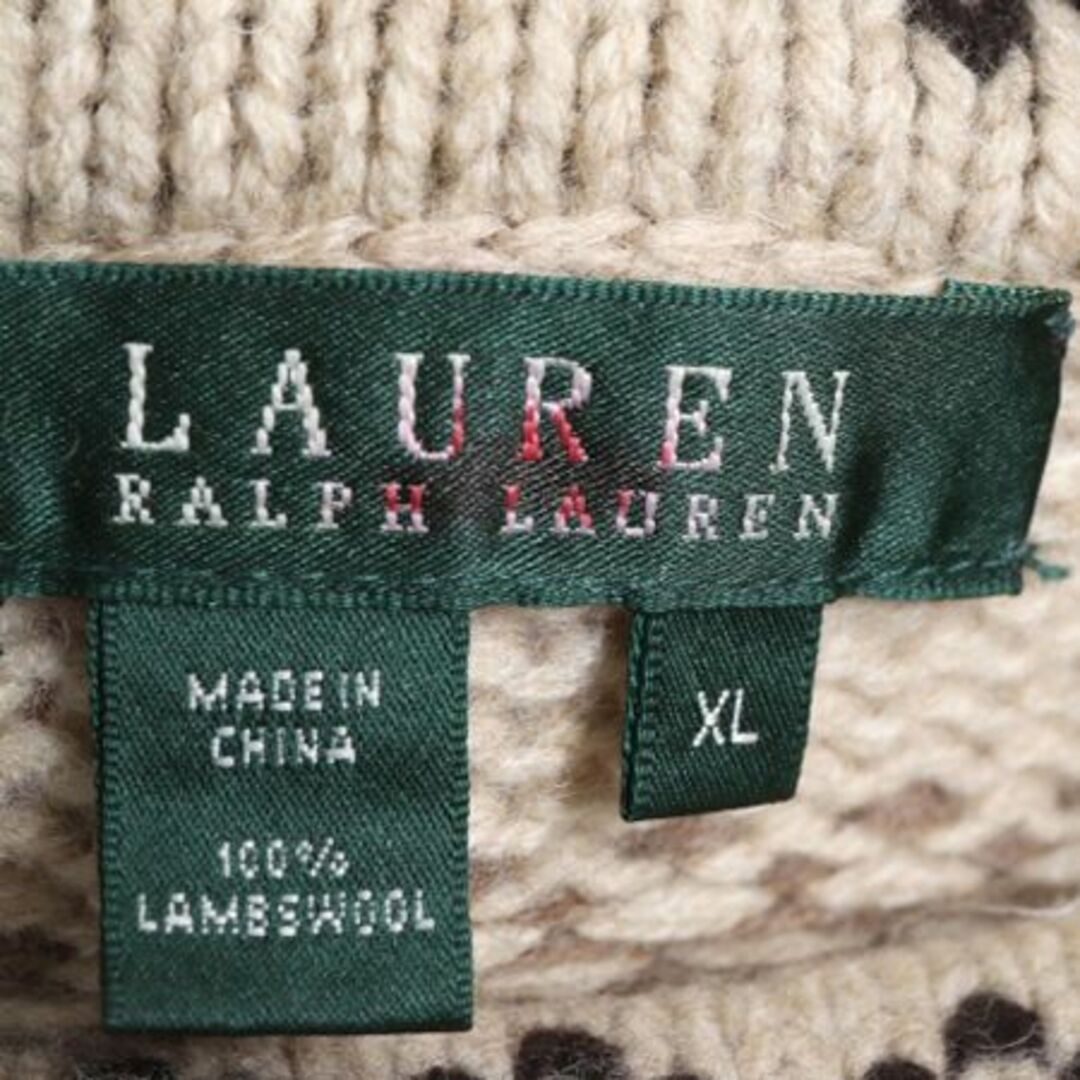 LAUREN
RALPH LAUREN
MADE IN
CHINA
100%
LAMBSWOOL
XL